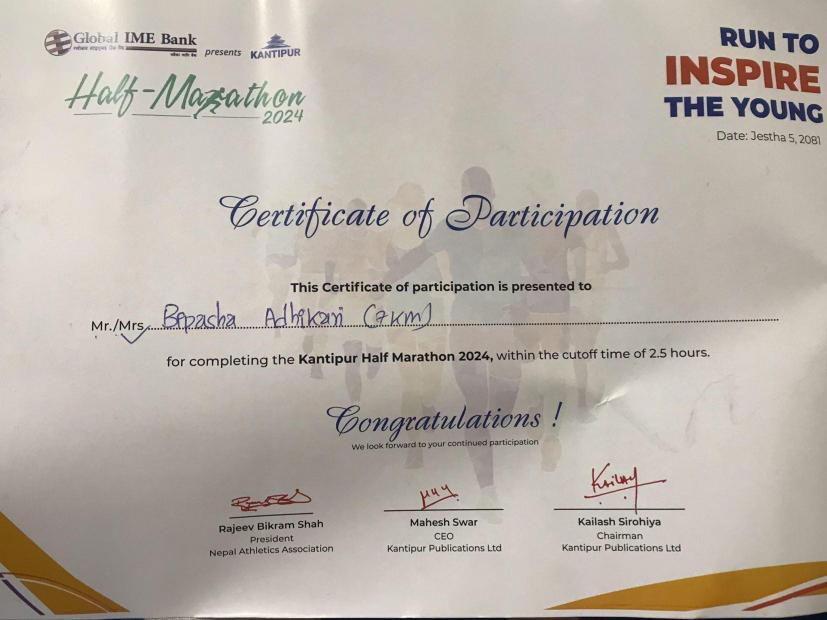 Global IME Bank
presents
KANTIPUR
Half-Marathon
2024
RUN TO
INSPIRE
THE YOUNG
Date: Jestha 5, 2081
Certificate of Participation
This Certificate of participation is presented to
Mr./Mrs. Bipasha Adhikari (7km)
for completing the Kantipur Half Marathon 2024, within the cutoff time of 2.5 hours.
Congratulations !
We look forward to your continued participation
Kailash
Rajeev Bikram Shah
President
Nepal Athletics Association
Mahesh Swar
CEO
Kantipur Publications Ltd
Kailash Sirohiya
Chairman
Kantipur Publications Ltd